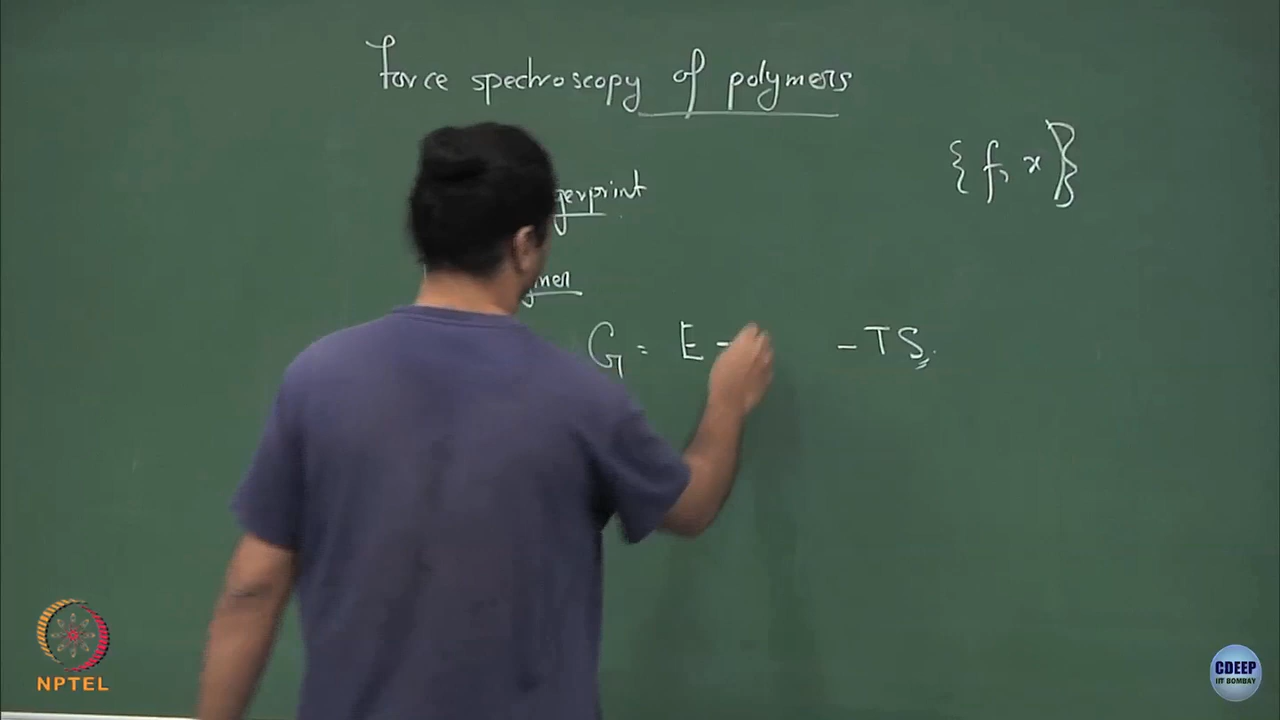 Force spectroscopy of polymers
{ f, x }
G = E - - TS
NPTEL
CDEEP
IIT BOMBAY